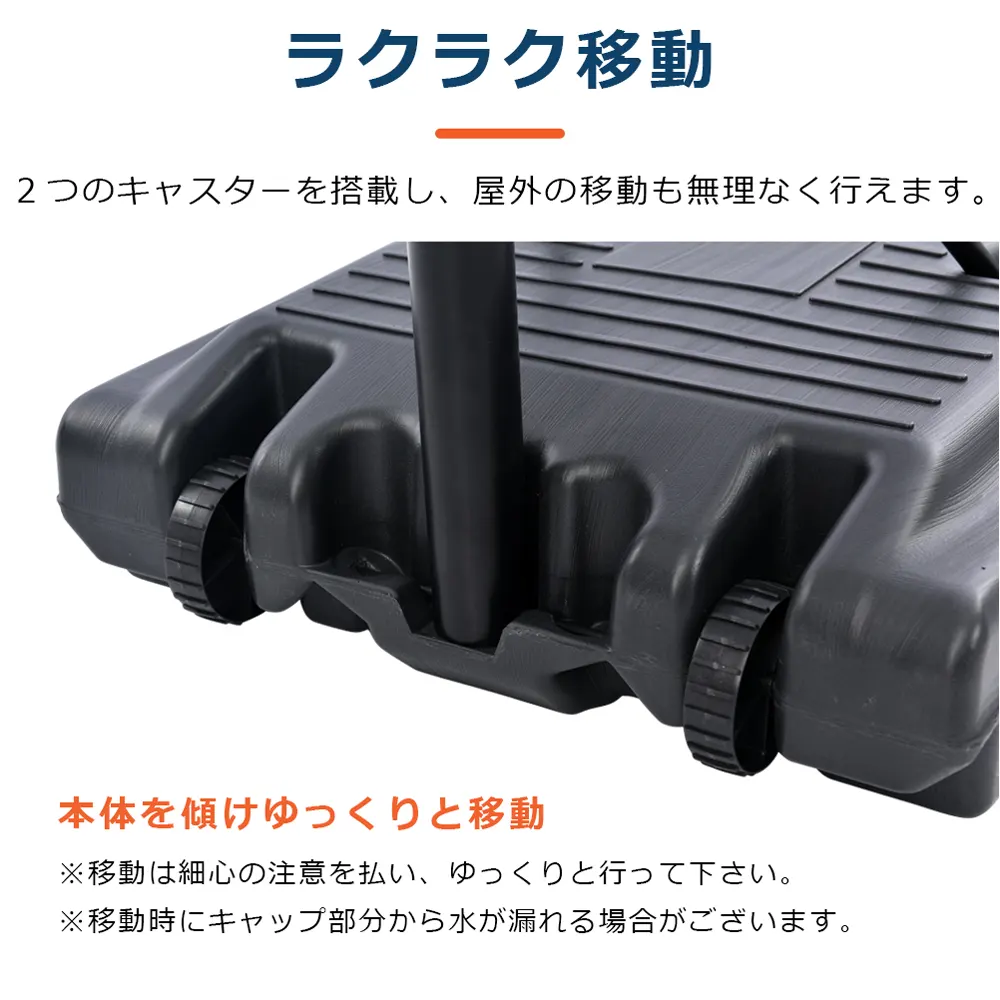 ラクラク移動
2つのキャスターを搭載し、屋外の移動も無理なく行えます。
本体を傾けゆっくりと移動
※移動は細心の注意を払い、ゆっくりと行って下さい。
※移動時にキャップ部分から水が漏れる場合がございます。